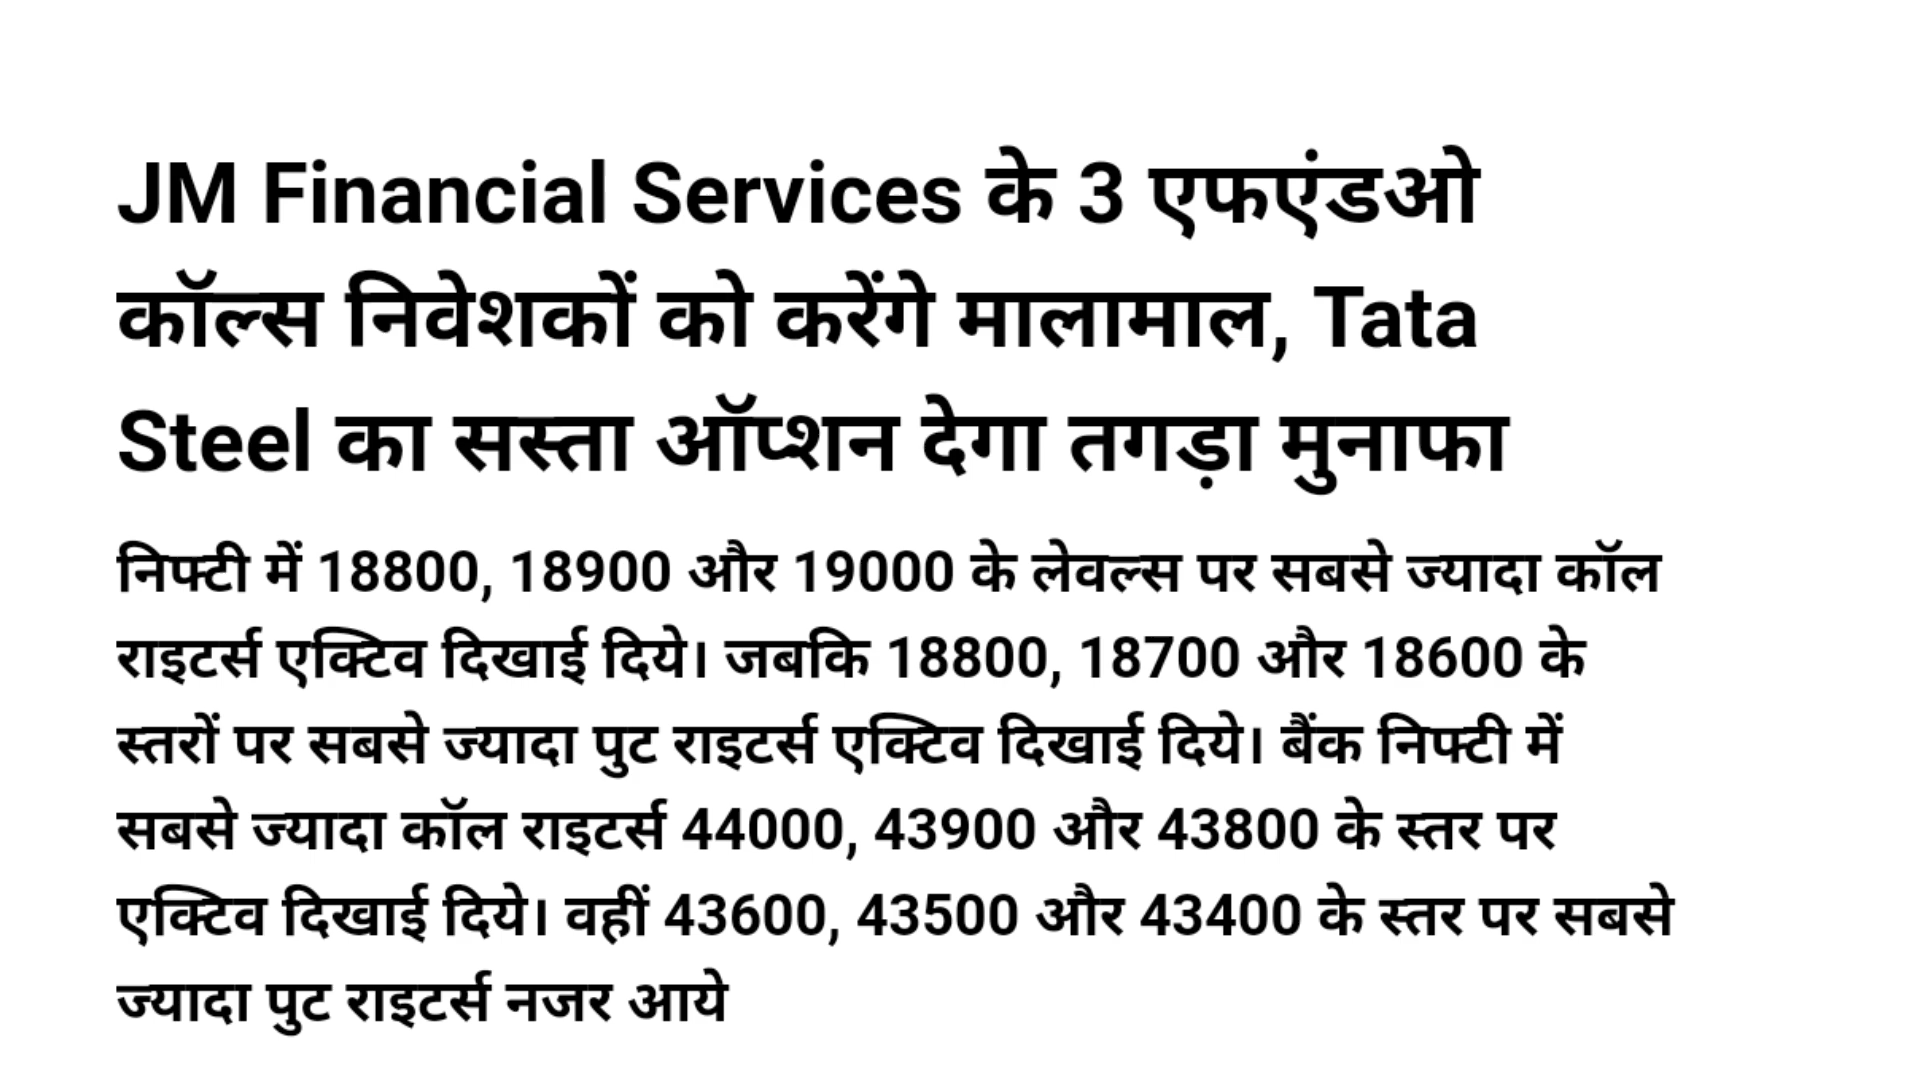 JM Financial Services के 3 एफएंडओ
कॉल्स निवेशकों को करेंगे मालामाल, Tata
Steel का सस्ता ऑप्शन देगा तगड़ा मुनाफा
निफ्टी में 18800, 18900 और 19000 के लेवल्स पर सबसे ज्यादा कॉल
राइटर्स एक्टिव दिखाई दिये। जबकि 18800, 18700 और 18600 के
स्तरों पर सबसे ज्यादा पुट राइटर्स एक्टिव दिखाई दिये। बैंक निफ्टी में
सबसे ज्यादा कॉल राइटर्स 44000, 43900 और 43800 के स्तर पर
एक्टिव दिखाई दिये। वहीं 43600, 43500 और 43400 के स्तर पर सबसे
ज्यादा पुट राइटर्स नजर आये